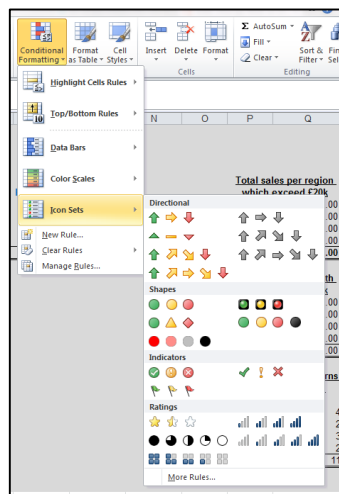 Conditional Formatting Format as Table Cell Styles Insert Delete Format Σ AutoSum Fill Clear Sort & Filter
Cells Editing
Highlight Cells Rules
Top/Bottom Rules
Data Bars
Color Scales
Icon Sets
New Rule...
Clear Rules
Manage Rules...
N O P Q
Total sales per region
which exceed £20k
Directional
Shapes
Indicators
Ratings
More Rules...